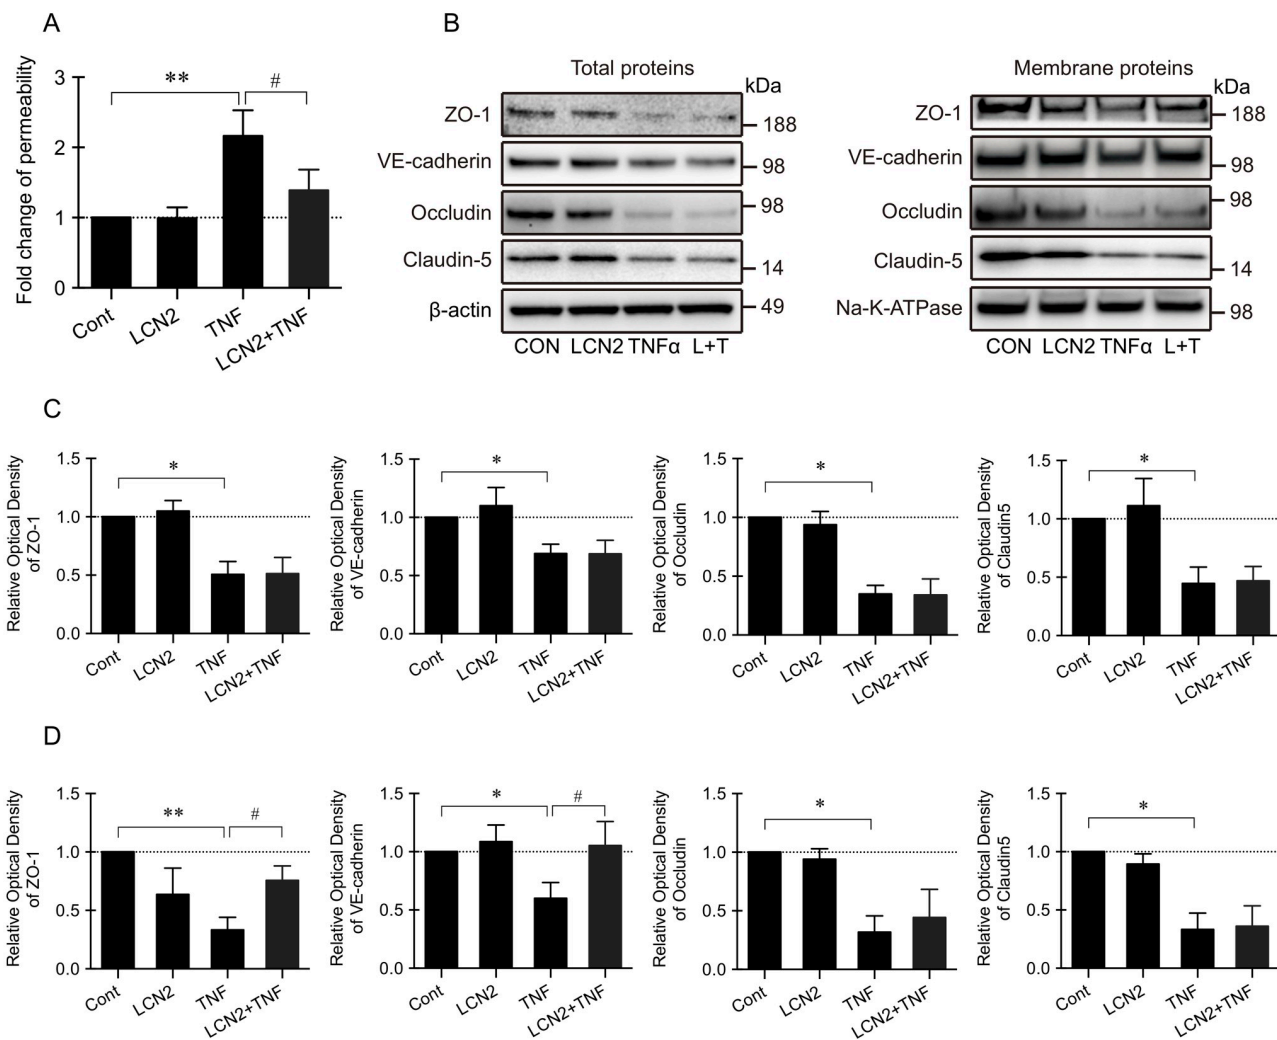 A
Fold change of permeability
3
2
1
0
**
#
Cont
LCN2
TNF
LCN2+TNF
B
Total proteins
kDa
ZO-1
188
VE-cadherin
98
Occludin
98
Claudin-5
14
β-actin
49
CON LCN2 TNFα L+T
Membrane proteins
kDa
ZO-1
188
VE-cadherin
98
Occludin
98
Claudin-5
14
Na-K-ATPase
98
CON LCN2 TNFα L+T
C
Relative Optical Density
of ZO-1
1.5
1.0
0.5
0.0
*
Cont
LCN2
TNF
LCN2+TNF
Relative Optical Density
of VE-cadherin
1.5
1.0
0.5
0.0
*
Cont
LCN2
TNF
LCN2+TNF
Relative Optical Density
of Occludin
1.5
1.0
0.5
0.0
*
Cont
LCN2
TNF
LCN2+TNF
Relative Optical Density
of Claudin5
1.5
1.0
0.5
0.0
*
Cont
LCN2
TNF
LCN2+TNF
D
Relative Optical Density
of ZO-1
1.5
1.0
0.5
0.0
**
#
Cont
LCN2
TNF
LCN2+TNF
Relative Optical Density
of VE-cadherin
1.5
1.0
0.5
0.0
*
#
Cont
LCN2
TNF
LCN2+TNF
Relative Optical Density
of Occludin
1.5
1.0
0.5
0.0
*
Cont
LCN2
TNF
LCN2+TNF
Relative Optical Density
of Claudin5
1.5
1.0
0.5
0.0
*
Cont
LCN2
TNF
LCN2+TNF